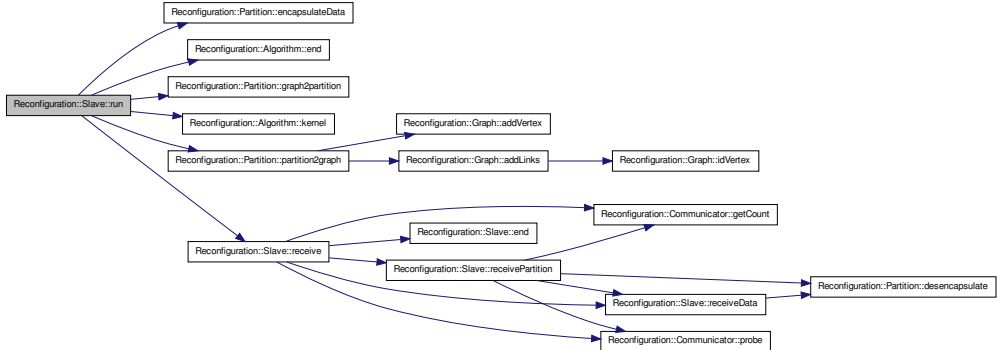 Reconfiguration::Partition::encapsulateData
Reconfiguration::Algorithm::end
Reconfiguration::Partition::graph2partition
Reconfiguration::Slave::run
Reconfiguration::Algorithm::kernel
Reconfiguration::Graph::addVertex
Reconfiguration::Partition::partition2graph
Reconfiguration::Graph::addLinks
Reconfiguration::Graph::idVertex
Reconfiguration::Communicator::getCount
Reconfiguration::Slave::end
Reconfiguration::Slave::receive
Reconfiguration::Slave::receivePartition
Reconfiguration::Partition::desencapsulate
Reconfiguration::Slave::receiveData
Reconfiguration::Communicator::probe